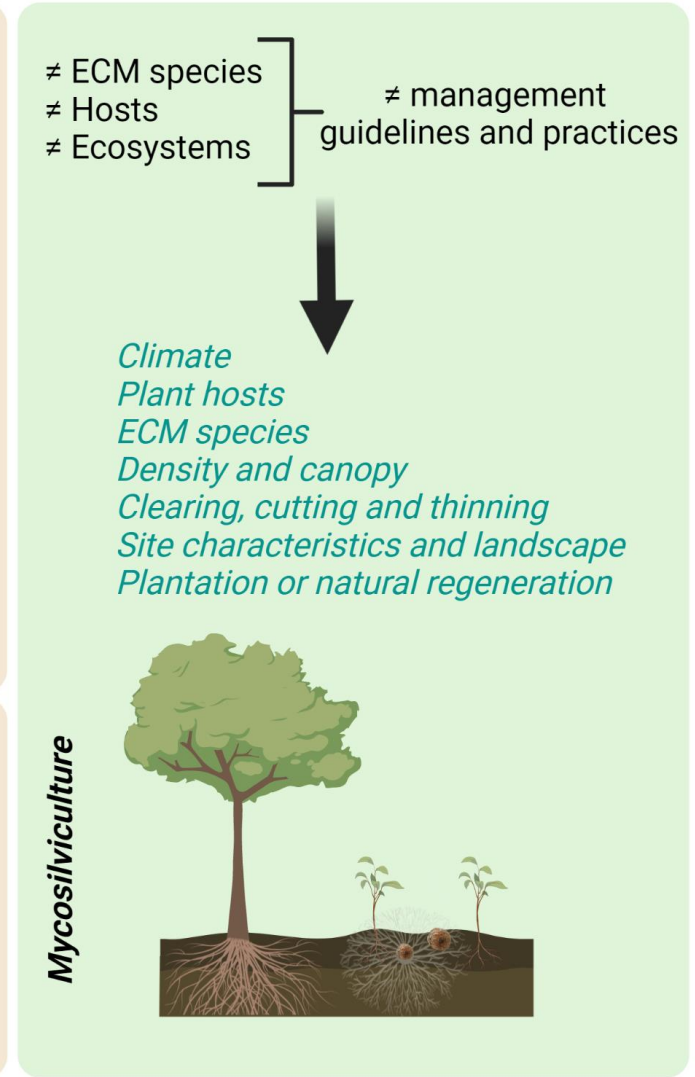 ≠ ECM species
≠ Hosts
≠ Ecosystems
≠ management
guidelines and practices
Climate
Plant hosts
ECM species
Density and canopy
Clearing, cutting and thinning
Site characteristics and landscape
Plantation or natural regeneration
Mycosilviculture